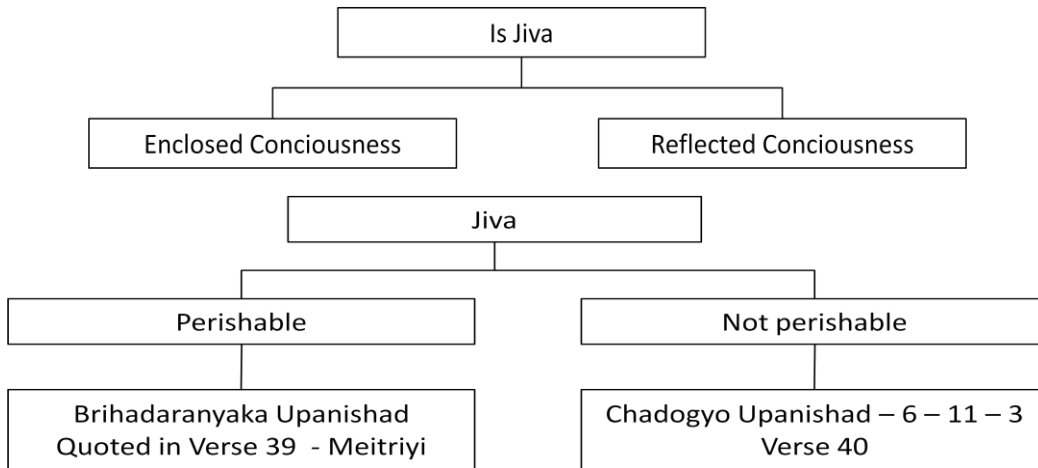 Is Jiva
Enclosed Conciousness
Reflected Conciousness
Jiva
Perishable
Not perishable
Brihadaranyaka Upanishad
Quoted in Verse 39  - Meitriyi
Chadogyo Upanishad – 6 – 11 – 3
Verse 40